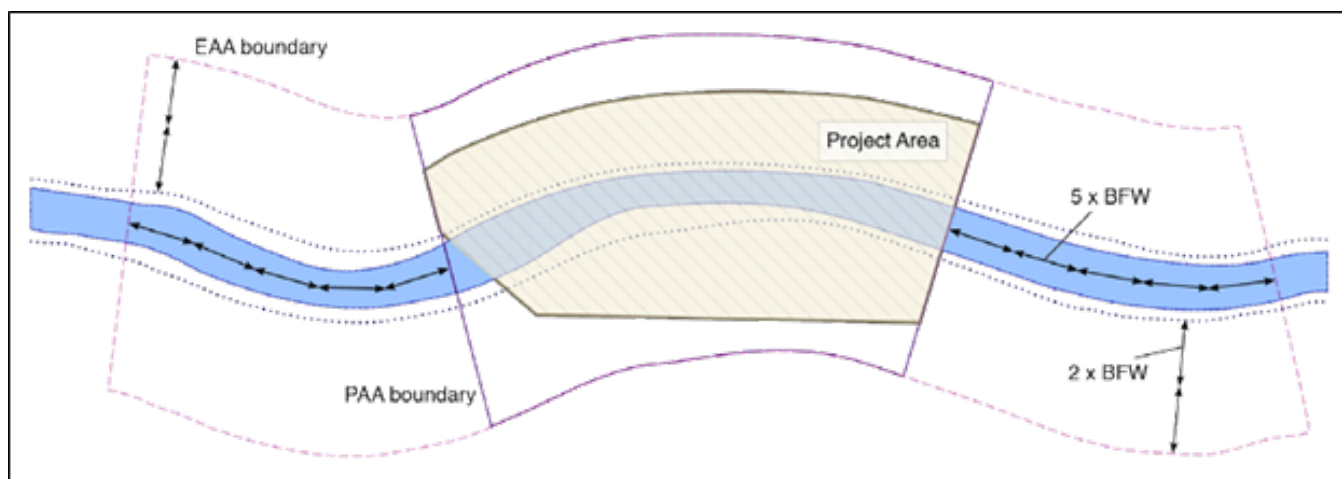 EAA boundary
Project Area
5 x BFW
2 x BFW
PAA boundary